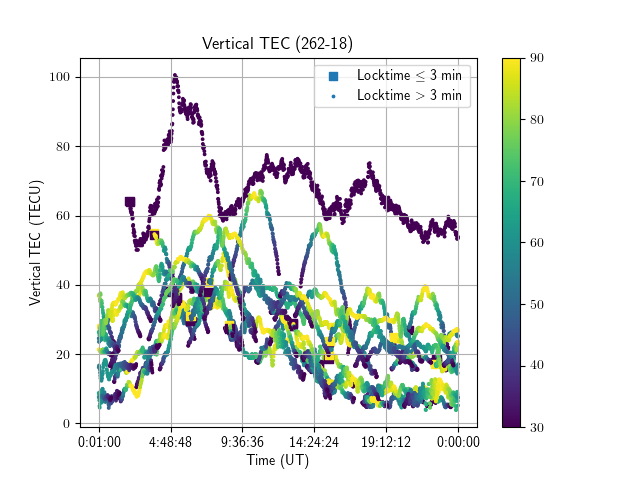 Vertical TEC (262-18)
Locktime ≤ 3 min
Locktime > 3 min
Vertical TEC (TECU)
100
80
60
40
20
0
0:01:00 4:48:48 9:36:36 14:24:24 19:12:12 0:00:00
Time (UT)
90
80
70
60
50
40
30